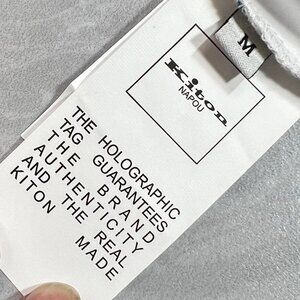 M
Kiton
NAPOLI
THE HOLOGRAPHIC
TAG GUARANTEES
THE BRAND
AUTHENTICITY
AND THE REAL
KITON MADE